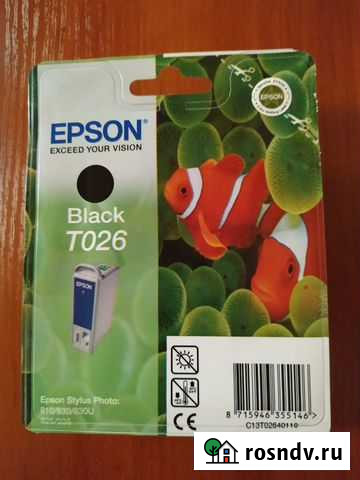 EPSON
EPSON®
EXCEED YOUR VISION
Black
T026
Epson Stylus Photo:
810/830/830U
CE
8 715946 355146 >
C13T02640110
rosndv.ru